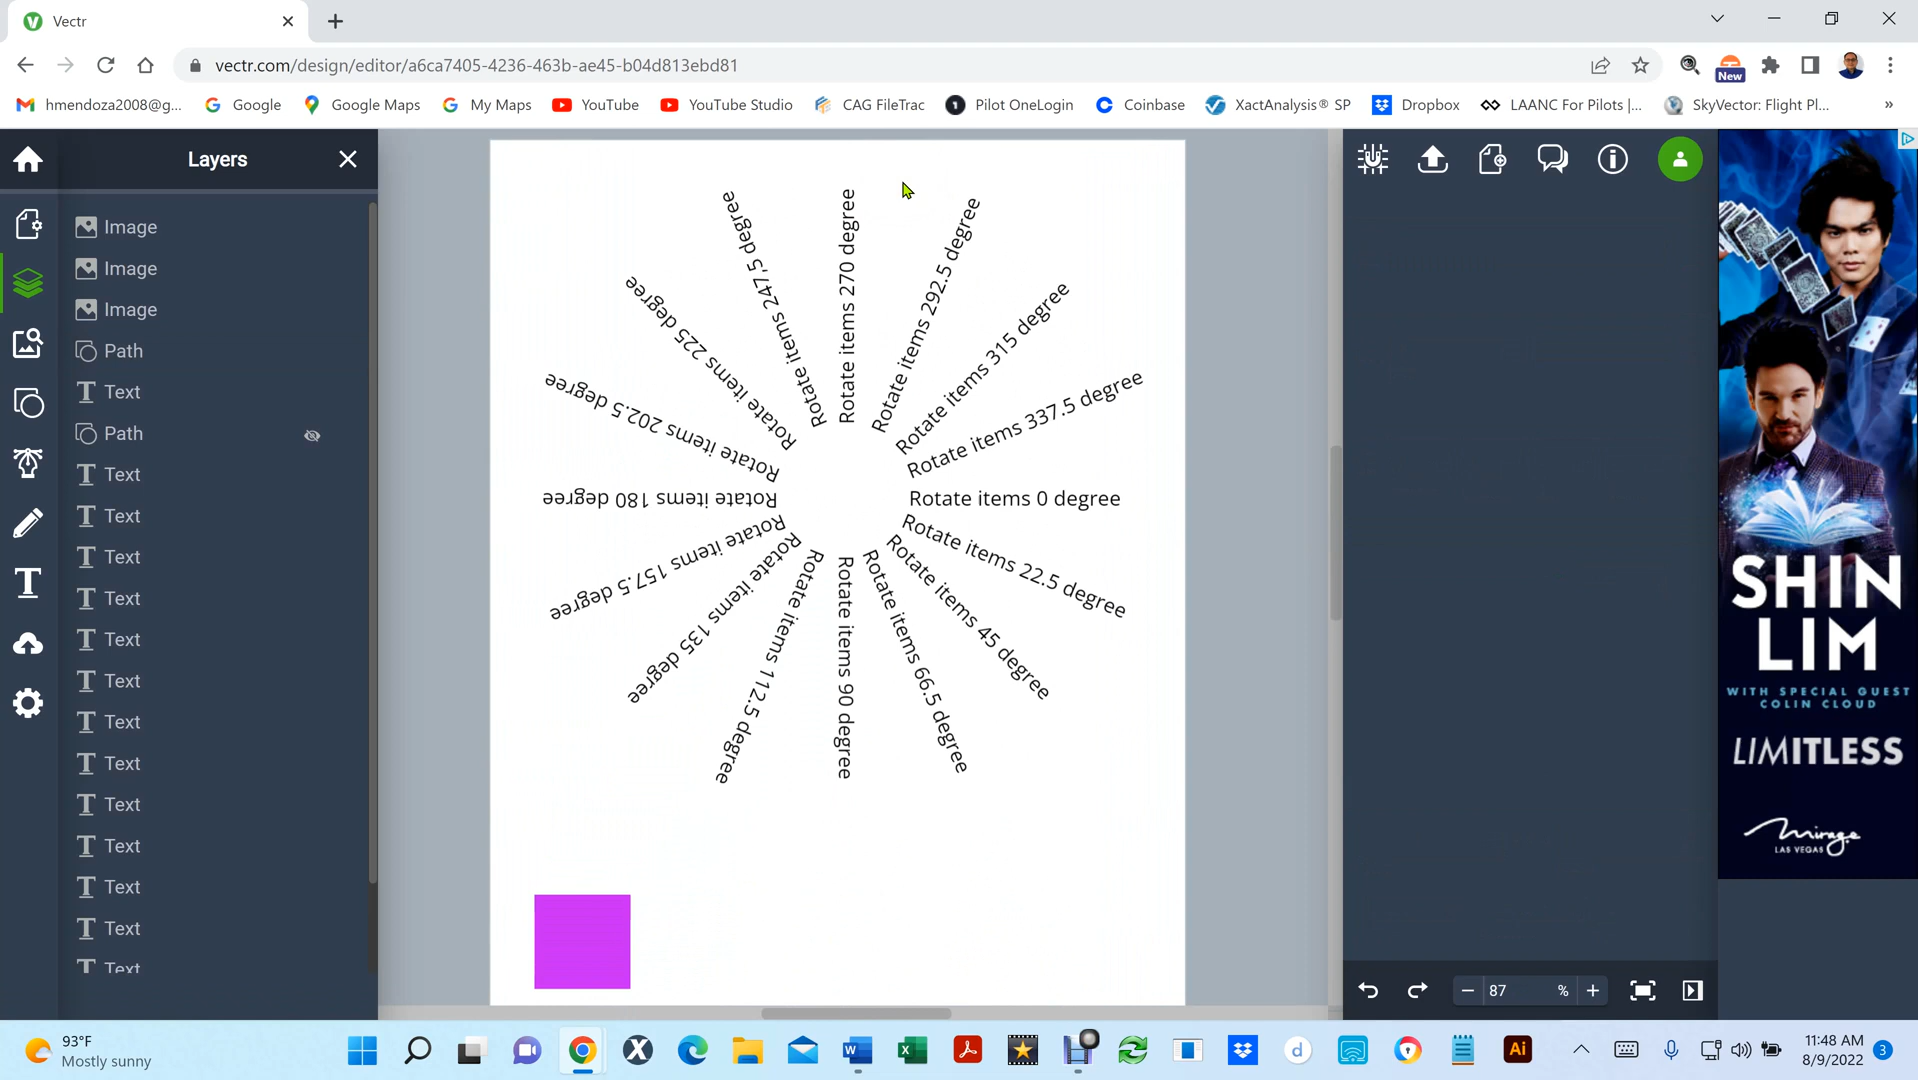 Vectr
vectr.com/design/editor/a6ca7405-4236-463b-ae45-b04d813ebd81
New
hmendoza2008@g...
Google
Google Maps
My Maps
YouTube
YouTube Studio
CAG FileTrac
Pilot OneLogin
Coinbase
XactAnalysis® SP
Dropbox
LAANC For Pilots |...
SkyVector: Flight Pl...
»
Layers
Image
Image
Image
Path
Text
Path
Text
Text
Text
Text
Text
Text
Text
Text
Text
Text
Text
Text
Text
Rotate items 247,5 degree
Rotate items 270 degree
Rotate items 292.5 degree
Rotate items 225 degree
Rotate items 315 degree
Rotate items 202.5 degree
Rotate items 337.5 degree
Rotate items 180 degree
Rotate items 0 degree
Rotate items 157.5 degree
Rotate items 22.5 degree
Rotate items 135 degree
Rotate items 45 degree
Rotate items 112.5 degree
Rotate items 90 degree
Rotate items 66.5 degree
SHIN
LIM
WITH SPECIAL GUEST
COLIN CLOUD
LIMITLESS
Mirage
LAS VEGAS
87 %
93°F
Mostly sunny
11:48 AM
8/9/2022
3